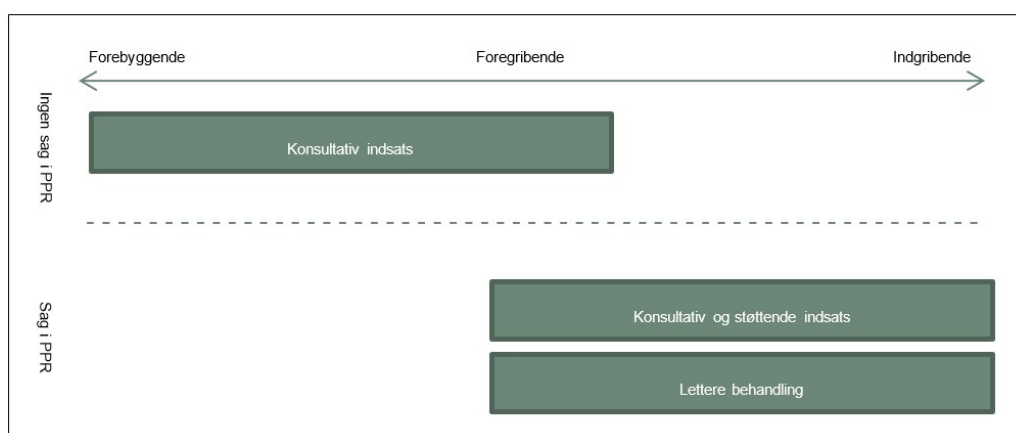 Forebyggende
Foregribende
Indgribende
Ingen sag i PPR
Konsultativ indsats
Sag i PPR
Konsultativ og støttende indsats
Lettere behandling